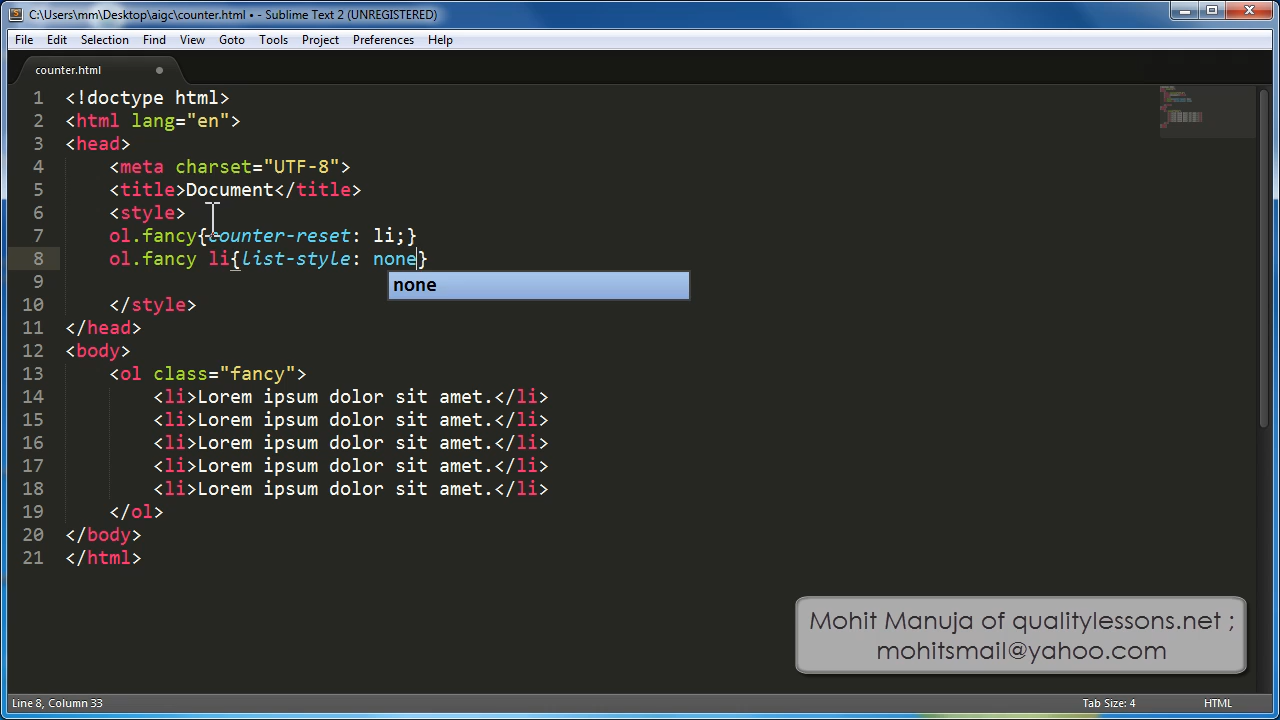 C:\Users\mm\Desktop\aigc\counter.html • - Sublime Text 2 (UNREGISTERED)
File Edit Selection Find View Goto Tools Project Preferences Help
counter.html
1 <!doctype html>
2 <html lang="en">
3 <head>
4 <meta charset="UTF-8">
5 <title>Document</title>
6 <style>
7 ol.fancy{counter-reset: li;}
8 ol.fancy li{list-style: none}
none
9
10 </style>
11 </head>
12 <body>
13 <ol class="fancy">
14 <li>Lorem ipsum dolor sit amet.</li>
15 <li>Lorem ipsum dolor sit amet.</li>
16 <li>Lorem ipsum dolor sit amet.</li>
17 <li>Lorem ipsum dolor sit amet.</li>
18 <li>Lorem ipsum dolor sit amet.</li>
19 </ol>
20 </body>
21 </html>
Mohit Manuja of qualitylessons.net ;
mohitsmail@yahoo.com
Line 8, Column 33 Tab Size: 4 HTML